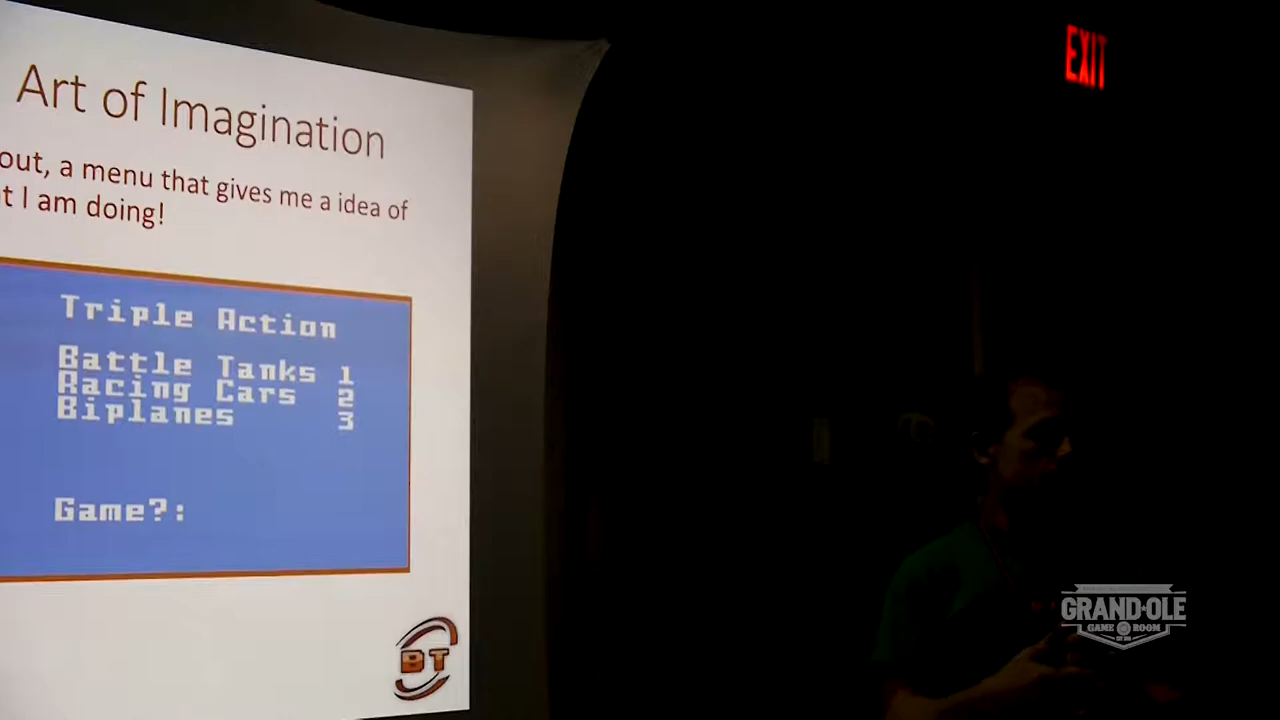 Art of Imagination
out, a menu that gives me a idea of
t I am doing!
Triple Action
Battle Tanks 1
Racing Cars 2
Biplanes 3
Game?:
BT
EXIT
GRAND OLE
GAME ROOM